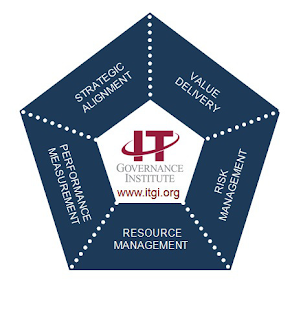 STRATEGIC
ALIGNMENT
VALUE
DELIVERY
PERFORMANCE
MEASUREMENT
IT
GOVERNANCE
INSTITUTE
www.itgi.org
RISK
MANAGEMENT
RESOURCE
MANAGEMENT